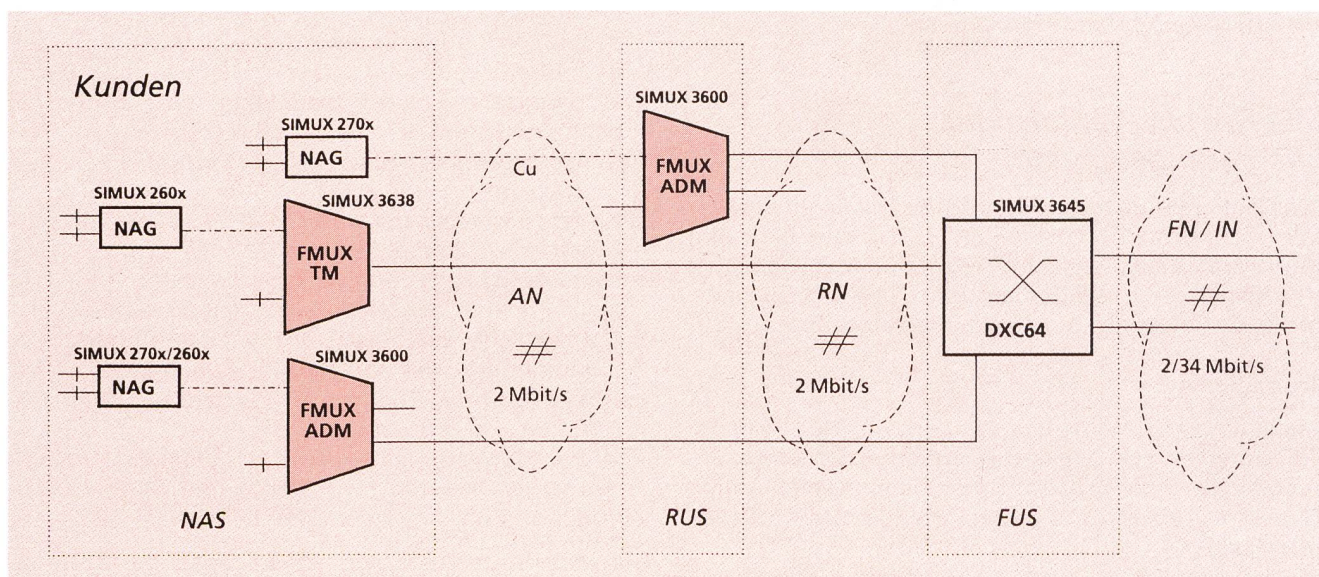 Kunden
SIMUX 270x
NAG
SIMUX 260x
NAG
SIMUX 3638
FMUX
TM
SIMUX 270x/260x
NAG
SIMUX 3600
FMUX
ADM
NAS
Cu
AN
2 Mbit/s
SIMUX 3600
FMUX
ADM
RUS
RN
2 Mbit/s
SIMUX 3645
DXC64
FUS
FN / IN
2/34 Mbit/s